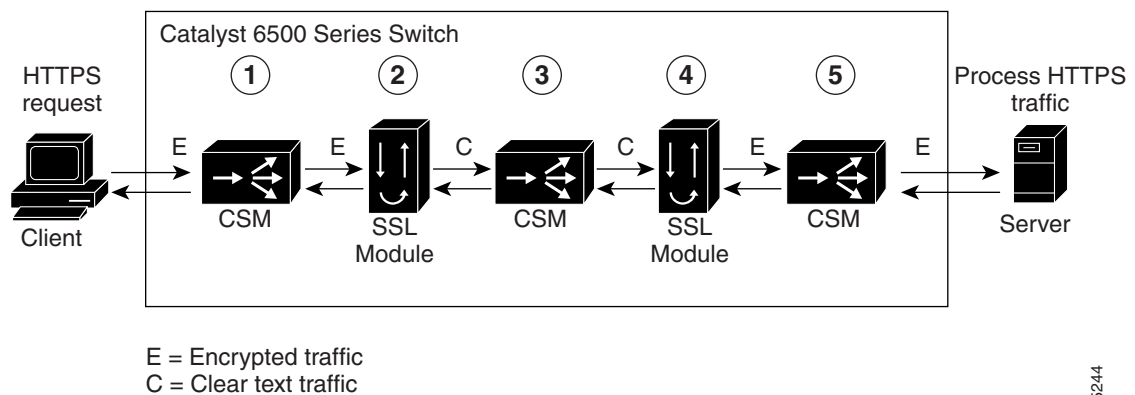 Catalyst 6500 Series Switch
1 2 3 4 5
HTTPS
request
Process HTTPS
traffic
E E C C E E
Client
CSM
SSL
Module
CSM
SSL
Module
CSM
Server
E = Encrypted traffic
C = Clear text traffic